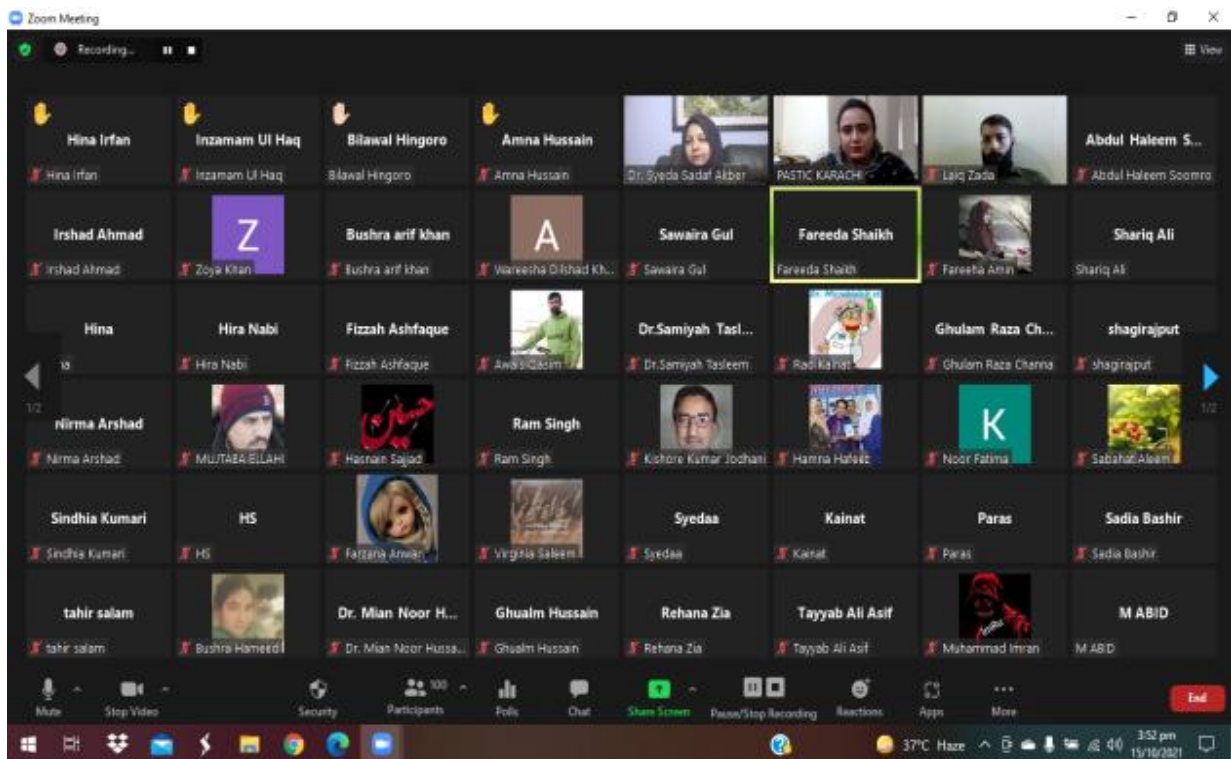 Zoom Meeting
Recording...
View
Hina Irfan
Inzamam Ul Haq
Bilawal Hingoro
Amna Hussain
Abdul Haleem S...
Hina Irfan
Inzamam Ul Haq
Bilawal Hingoro
Amna Hussain
Dr. Syeda Sadaf Akber
PASTIC KARACHI
Laiq Zada
Abdul Haleem Soomro
Irshad Ahmad
Z
Bushra arif khan
A
Sawaira Gul
Fareeda Shaikh
Shariq Ali
Irshad Ahmad
Zoya Khan
Bushra arif khan
Wareesha Dilshad Kh...
Sawaira Gul
Fareeda Shaikh
Fareeha Amin
Shariq Ali
Hina
Hira Nabi
Fizzah Ashfaque
Dr.Samiyah Tasl...
Ghulam Raza Ch...
shagirajput
Hira Nabi
Fizzah Ashfaque
Awais Qasim
Dr.Samiyah Tasleem
Radi Kainat
Ghulam Raza Channa
shagirajput
1/2
1/2
Nirma Arshad
حسین
Ram Singh
K
Nirma Arshad
MUJTABA ELLAHI
Hasnain Sajjad
Ram Singh
Kishore Kumar Jodhani
Hamna Hafeez
Noor Fatima
Sabahat Aleem
Sindhia Kumari
HS
Syedaa
Kainat
Paras
Sadia Bashir
Sindhia Kumari
HS
Farzana Anwar
Virginia Saleem
Syedaa
Kainat
Paras
Sadia Bashir
tahir salam
Dr. Mian Noor H...
Ghualm Hussain
Rehana Zia
Tayyab Ali Asif
M ABID
tahir salam
Bushra Hameed
Dr. Mian Noor Hussa...
Ghualm Hussain
Rehana Zia
Tayyab Ali Asif
Muhammad Imran
M ABID
Mute
Stop Video
Security
Participants
100
Polls
Chat
Share Screen
Pause/Stop Recording
Reactions
Apps
More
End
37°C Haze
3:52 pm
15/10/2021